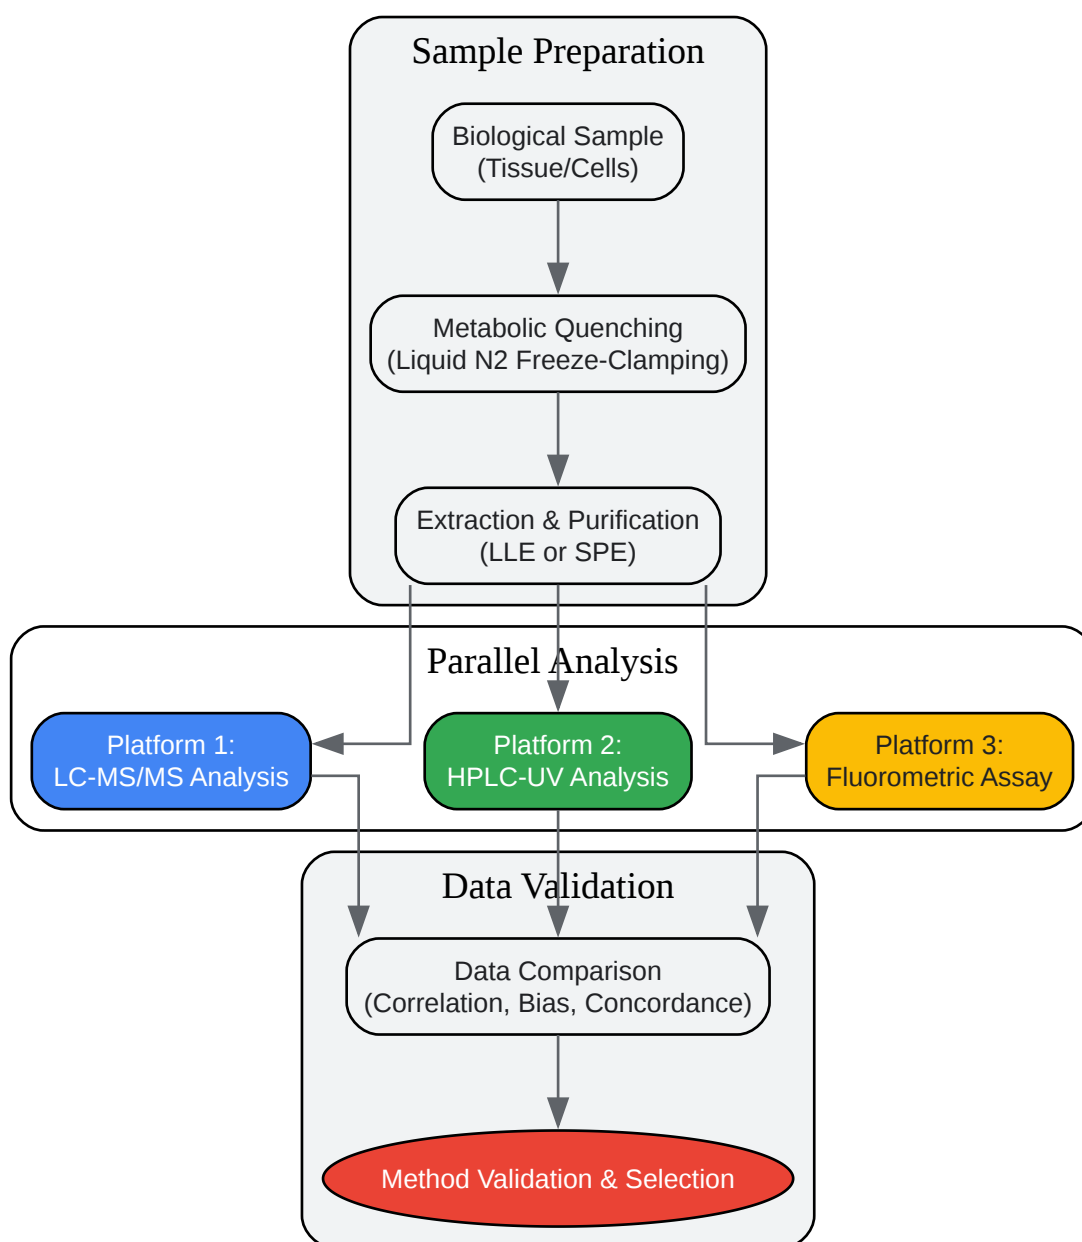 Sample Preparation
Biological Sample
(Tissue/Cells)
Metabolic Quenching
(Liquid N2 Freeze-Clamping)
Extraction & Purification
(LLE or SPE)
Parallel Analysis
Platform 1:
LC-MS/MS Analysis
Platform 2:
HPLC-UV Analysis
Platform 3:
Fluorometric Assay
Data Validation
Data Comparison
(Correlation, Bias, Concordance)
Method Validation & Selection